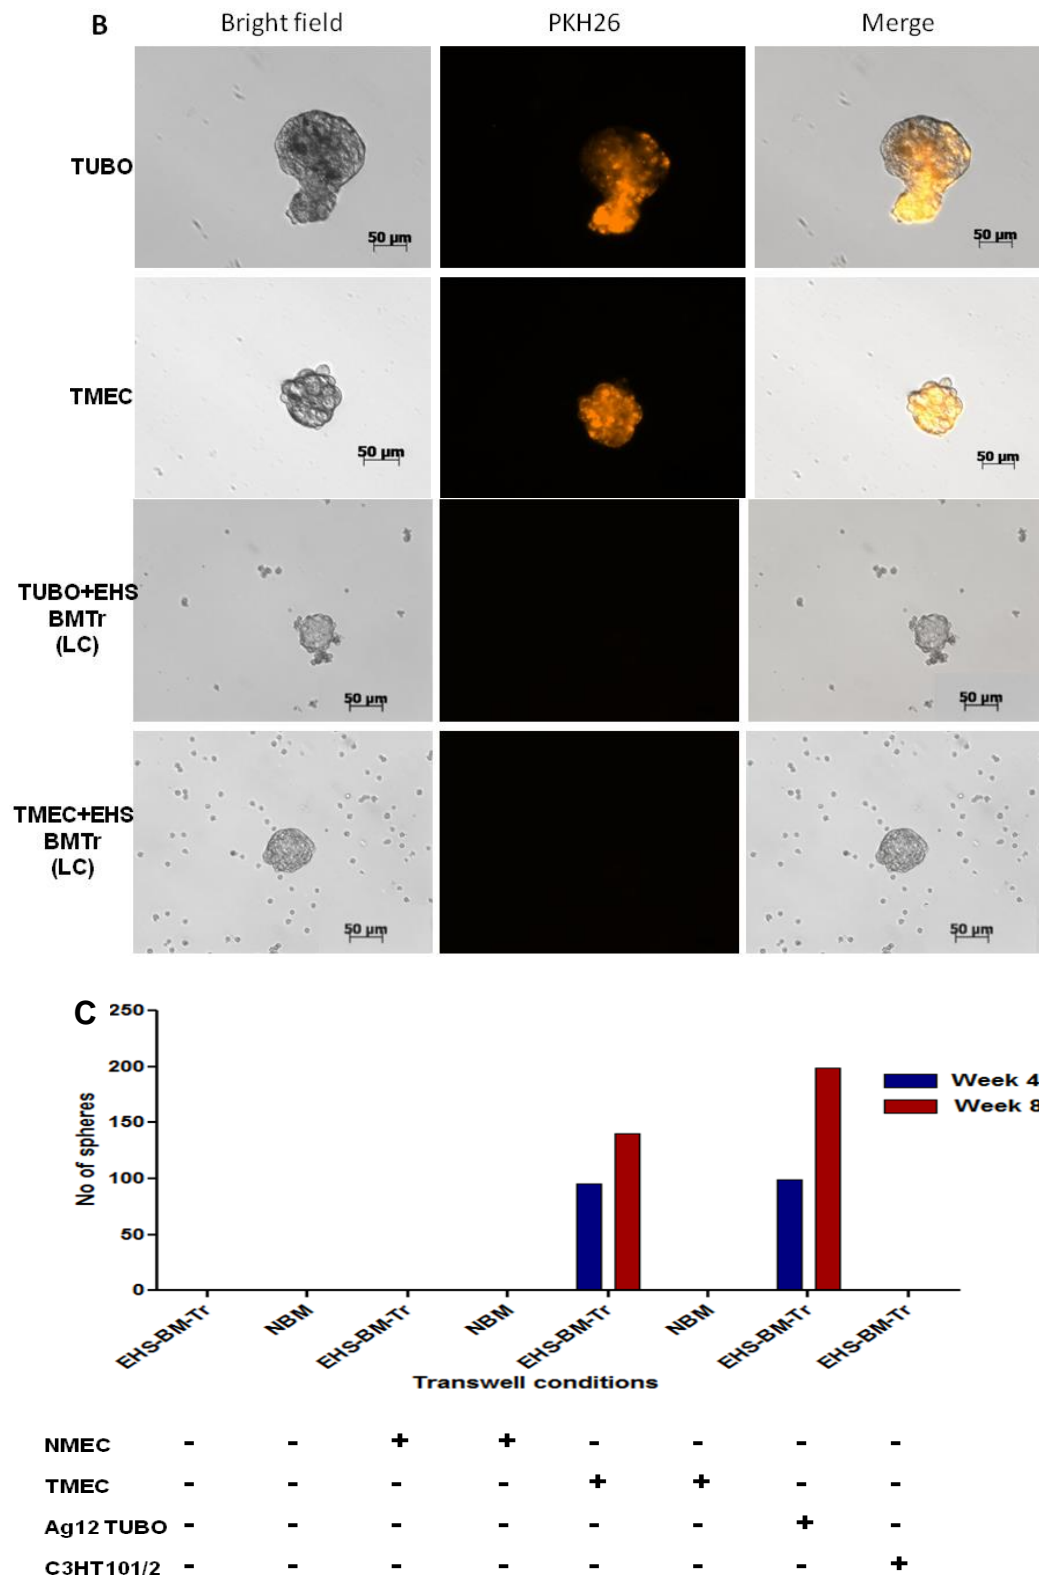 B Bright field PKH26 Merge
TUBO
50 µm 50 µm
TMEC
50 µm 50 µm
TUBO+EHS
BMTr
(LC)
50 µm 50 µm
TMEC+EHS
BMTr
(LC)
50 µm 50 µm
C
250
200
150
100
50
0
No of spheres
Week 4
Week 8
EHS-BM-Tr NBM EHS-BM-Tr NBM EHS-BM-Tr NBM EHS-BM-Tr EHS-BM-Tr
Transwell conditions
NMEC - - + + - - - -
TMEC - - - - + + - -
Ag12 TUBO - - - - - - + -
C3HT101/2 - - - - - - - +